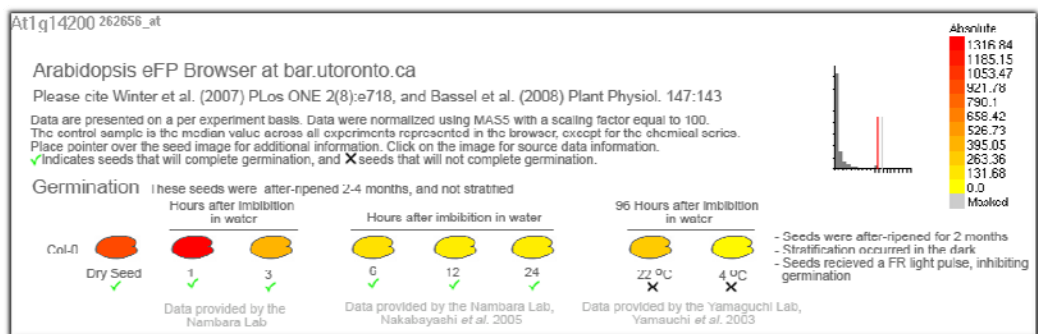 At1g14200 262656_at
Arabidopsis eFP Browser at bar.utoronto.ca
Please cite Winter et al. (2007) PLos ONE 2(8):e718, and Bassel et al. (2008) Plant Physiol. 147:143
Data are presented on a per experiment basis. Data were normalized using MAS5 with a scaling factor equal to 100.
The control sample is the median value across all experiments represented in the browser, except for the chemical series.
Place pointer over the seed image for additional information. Click on the image for source data information.
✓Indicates seeds that will complete germination, and ✕ seeds that will not complete germination.
Absolute
1316.84
1185.15
1053.47
921.78
790.1
658.42
526.73
395.05
263.36
131.68
0.0
Masked
Germination These seeds were after-ripened 2-4 months, and not stratified
Hours after imbibition
in water
Hours after imbibition in water
96 Hours after imbibition
in water
Col-0
Dry Seed 1 3 6 12 24 22 ºC 4 ºC
- Seeds were after-ripened for 2 months
- Stratification occurred in the dark
- Seeds recieved a FR light pulse, inhibiting
germination
Data provided by the
Nambara Lab
Data provided by the Nambara Lab,
Nakabayashi et al. 2005
Data provided by the Yamaguchi Lab,
Yamauchi et al. 2003